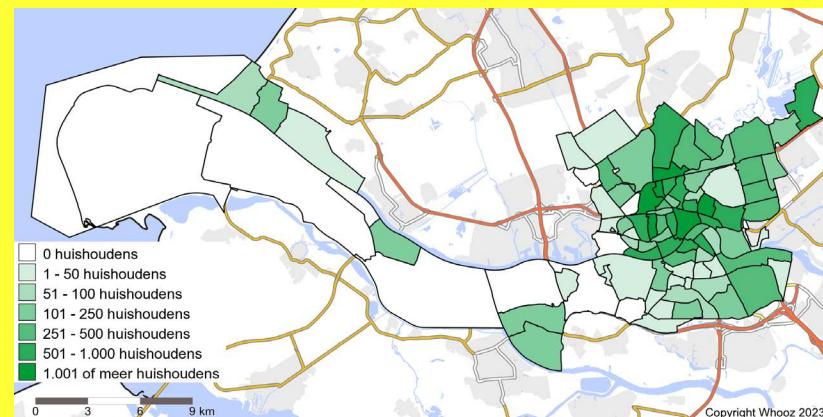 0 huishoudens
1 - 50 huishoudens
51 - 100 huishoudens
101 - 250 huishoudens
251 - 500 huishoudens
501 - 1.000 huishoudens
1.001 of meer huishoudens
0 3 6 9 km
Copyright Whooz 2023